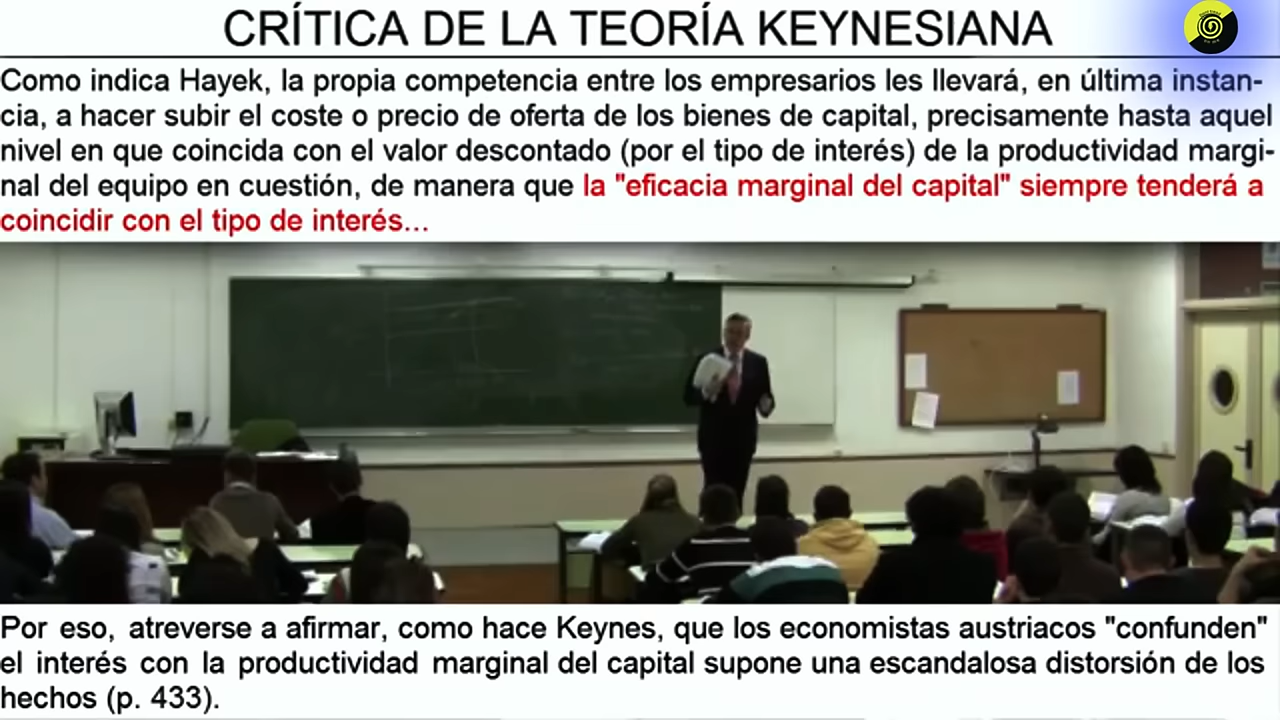 CRÍTICA DE LA TEORÍA KEYNESIANA
Como indica Hayek, la propia competencia entre los empresarios les llevará, en última instan-
cia, a hacer subir el coste o precio de oferta de los bienes de capital, precisamente hasta aquel
nivel en que coincida con el valor descontado (por el tipo de interés) de la productividad margi-
nal del equipo en cuestión, de manera que la "eficacia marginal del capital" siempre tenderá a
coincidir con el tipo de interés...
Por eso, atreverse a afirmar, como hace Keynes, que los economistas austriacos "confunden"
el interés con la productividad marginal del capital supone una escandalosa distorsión de los
hechos (p. 433).